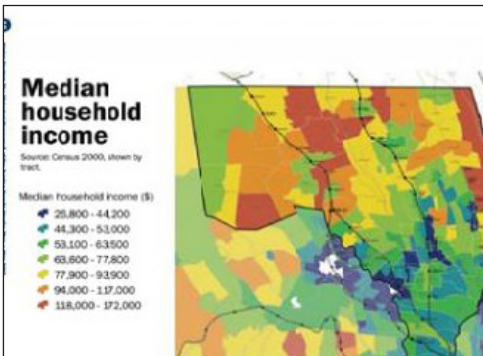 Median
household
income
Source: Census 2000, shown by
tract.
Median household income ($)
26,800 - 44,200
44,300 - 53,000
53,100 - 63,500
63,600 - 77,800
77,900 - 93,900
94,000 - 117,000
118,000 - 172,000